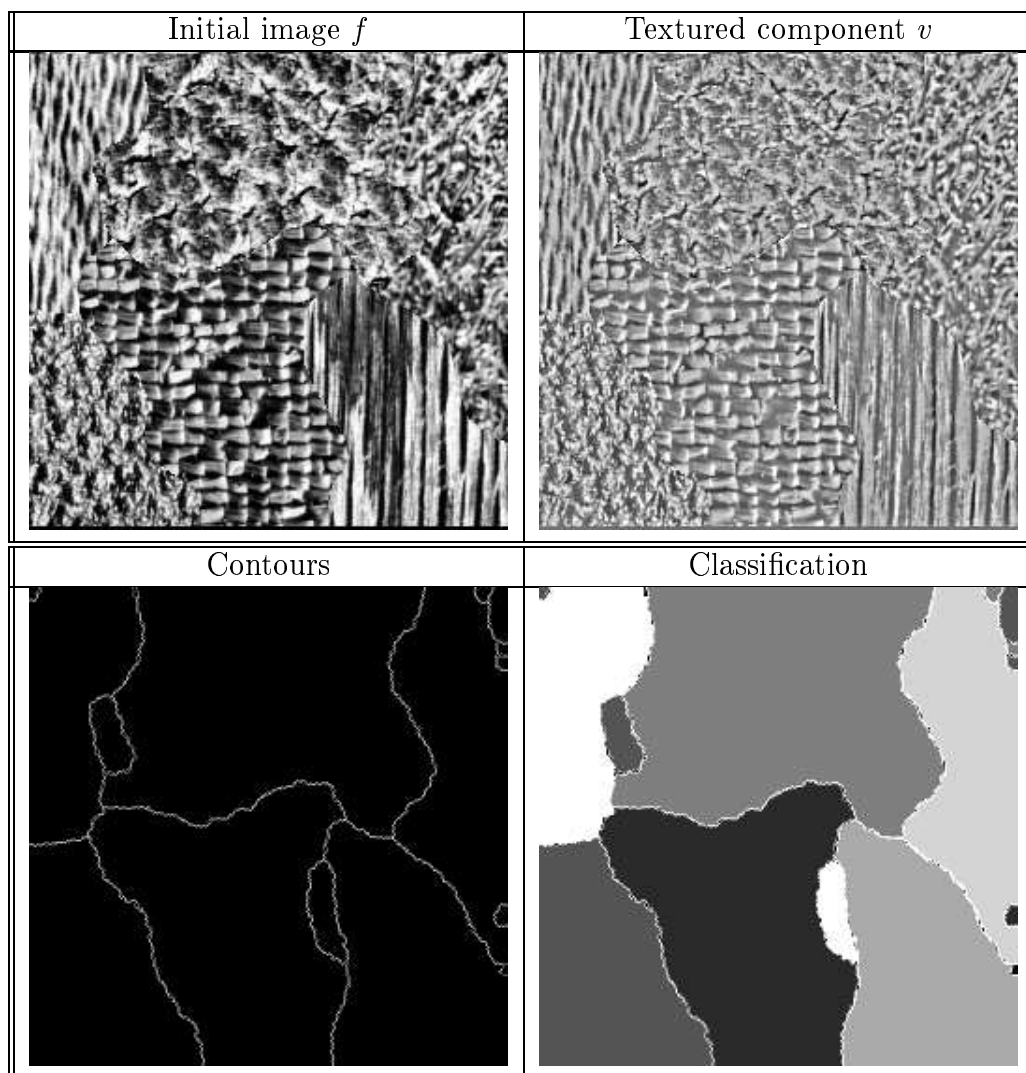 Initial image f
Textured component v
Contours
Classification